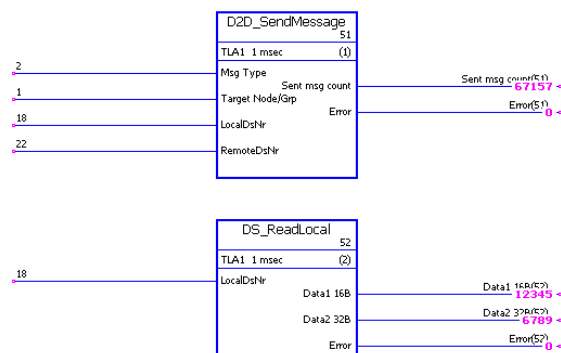 D2D_SendMessage
51
TLA1 1 msec (1)
2 Msg Type
Sent msg count Sent msg count(51)
67157
1 Target Node/Grp
Error Error(51)
0
18 LocalDsNr
22 RemoteDsNr
DS_ReadLocal
52
TLA1 1 msec (2)
18 LocalDsNr
Data1 16B Data1 16B(52)
12345
Data2 32B Data2 32B(52)
6789
Error Error(52)
0